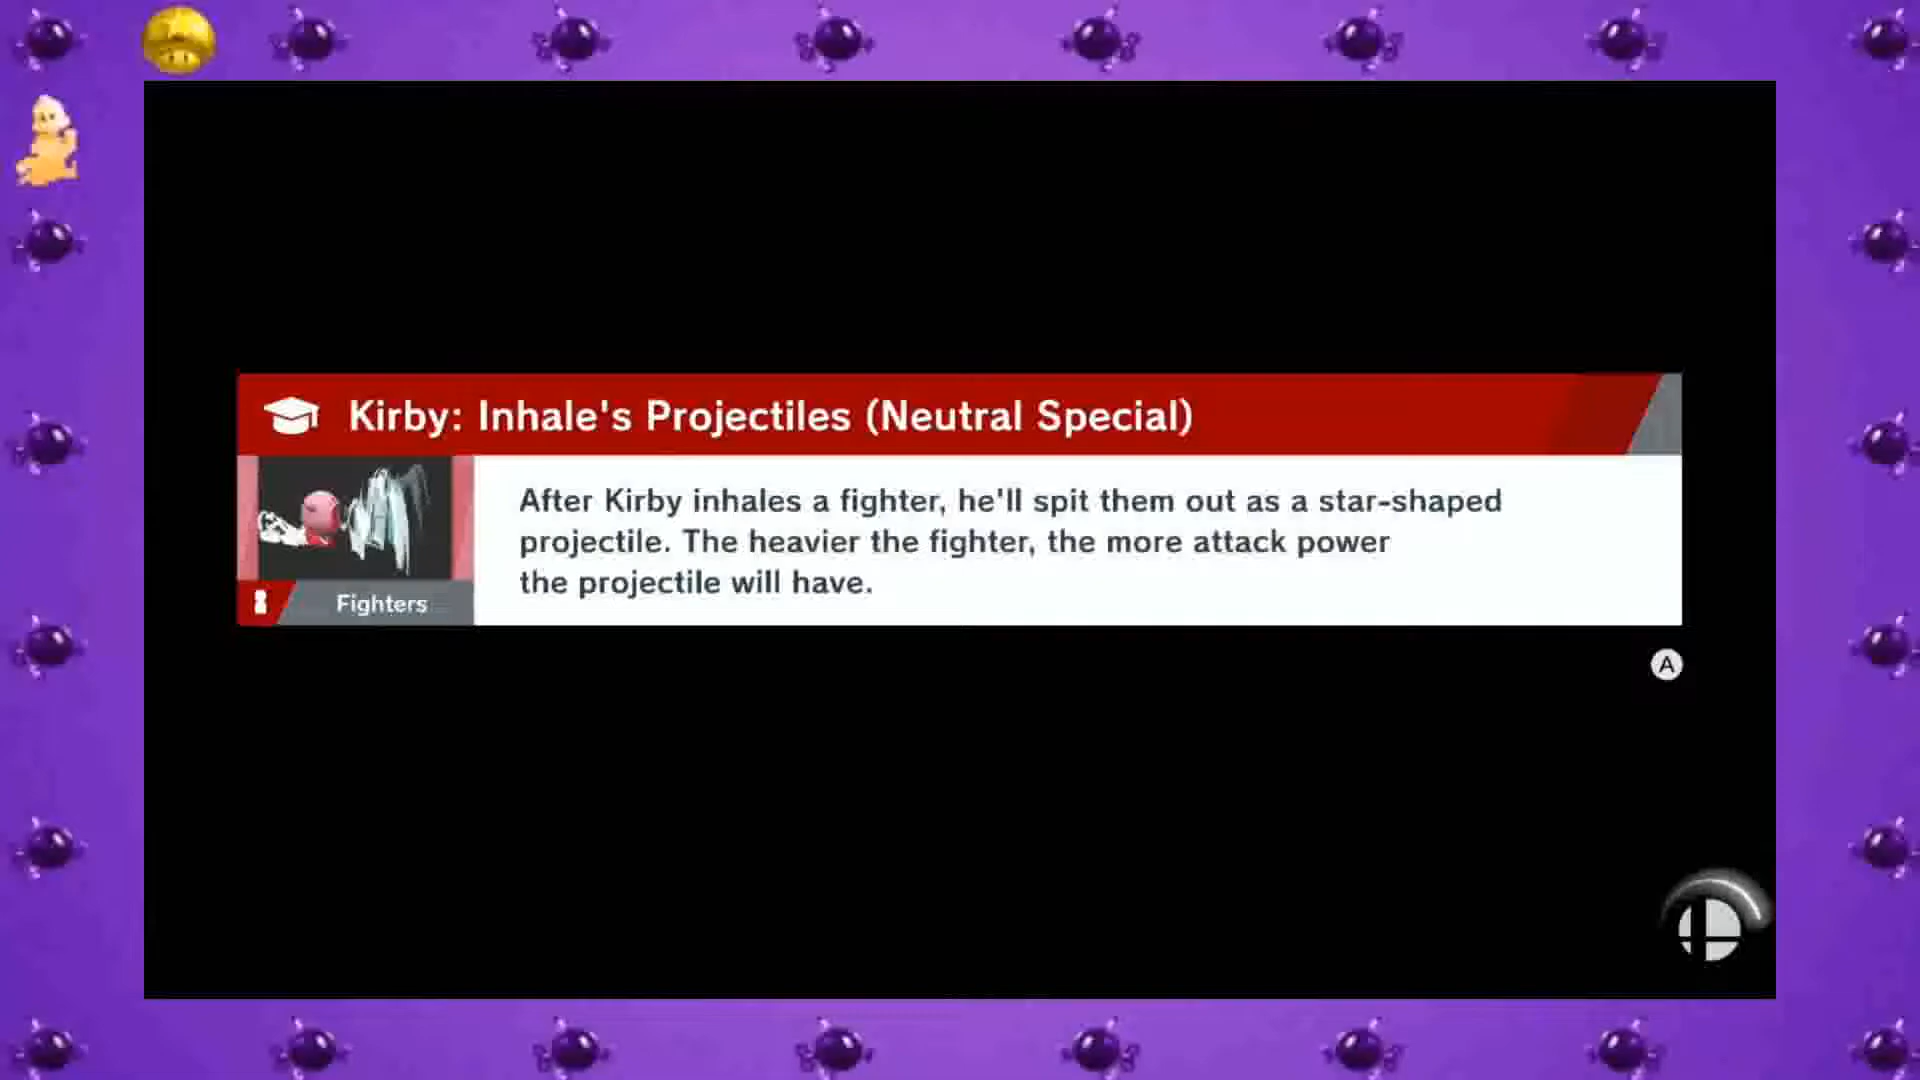 Kirby: Inhale's Projectiles (Neutral Special)
After Kirby inhales a fighter, he'll spit them out as a star-shaped
projectile. The heavier the fighter, the more attack power
the projectile will have.
Fighters
A